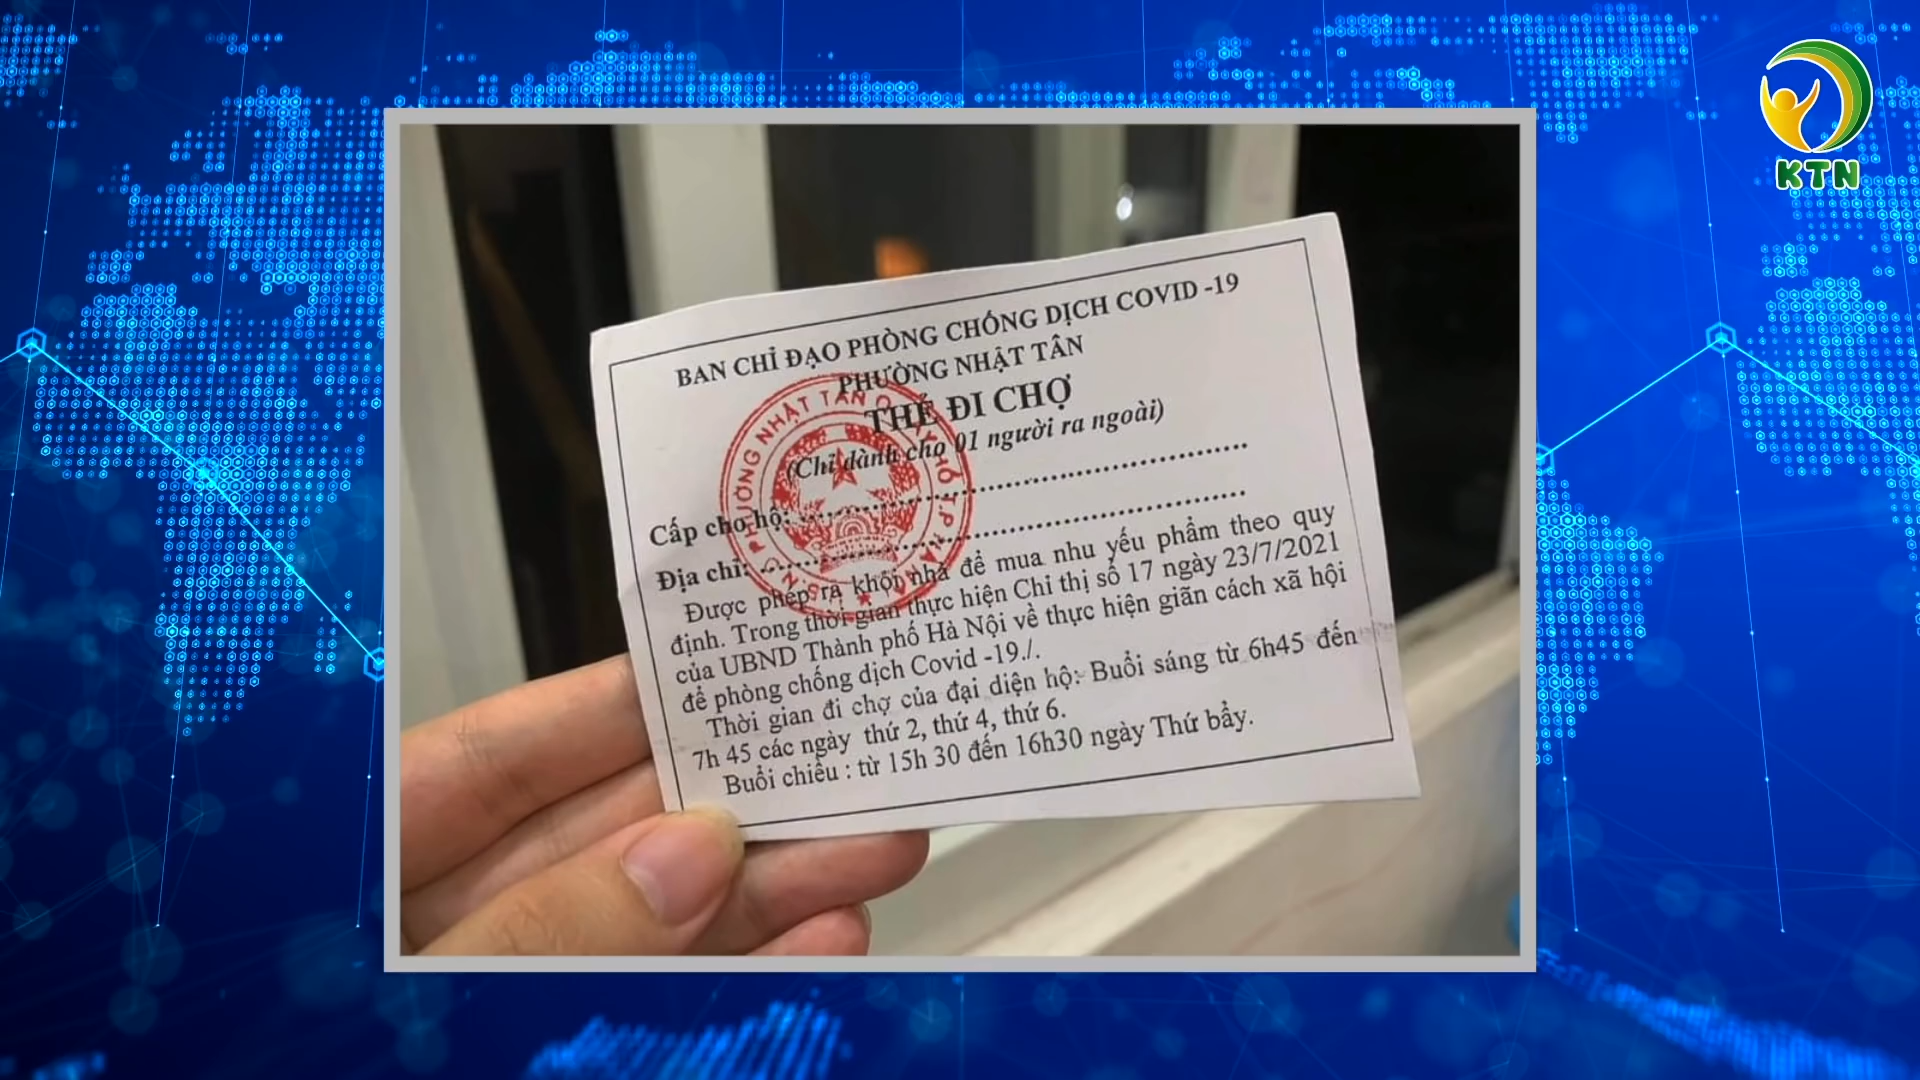 KTN
BAN CHỈ ĐẠO PHÒNG CHỐNG DỊCH COVID -19
PHƯỜNG NHẬT TÂN
THẺ ĐI CHỢ
(Chỉ dành cho 01 người ra ngoài)
Cấp cho hộ:
Địa chỉ:
Được phép ra khỏi nhà để mua nhu yếu phẩm theo quy
định. Trong thời gian thực hiện Chỉ thị số 17 ngày 23/7/2021
của UBND Thành phố Hà Nội về thực hiện giãn cách xã hội
để phòng chống dịch Covid -19./.
Thời gian đi chợ của đại diện hộ: Buổi sáng từ 6h45 đến
7h 45 các ngày thứ 2, thứ 4, thứ 6.
Buổi chiều : từ 15h 30 đến 16h30 ngày Thứ bẩy.
PHƯỜNG NHẬT TÂN